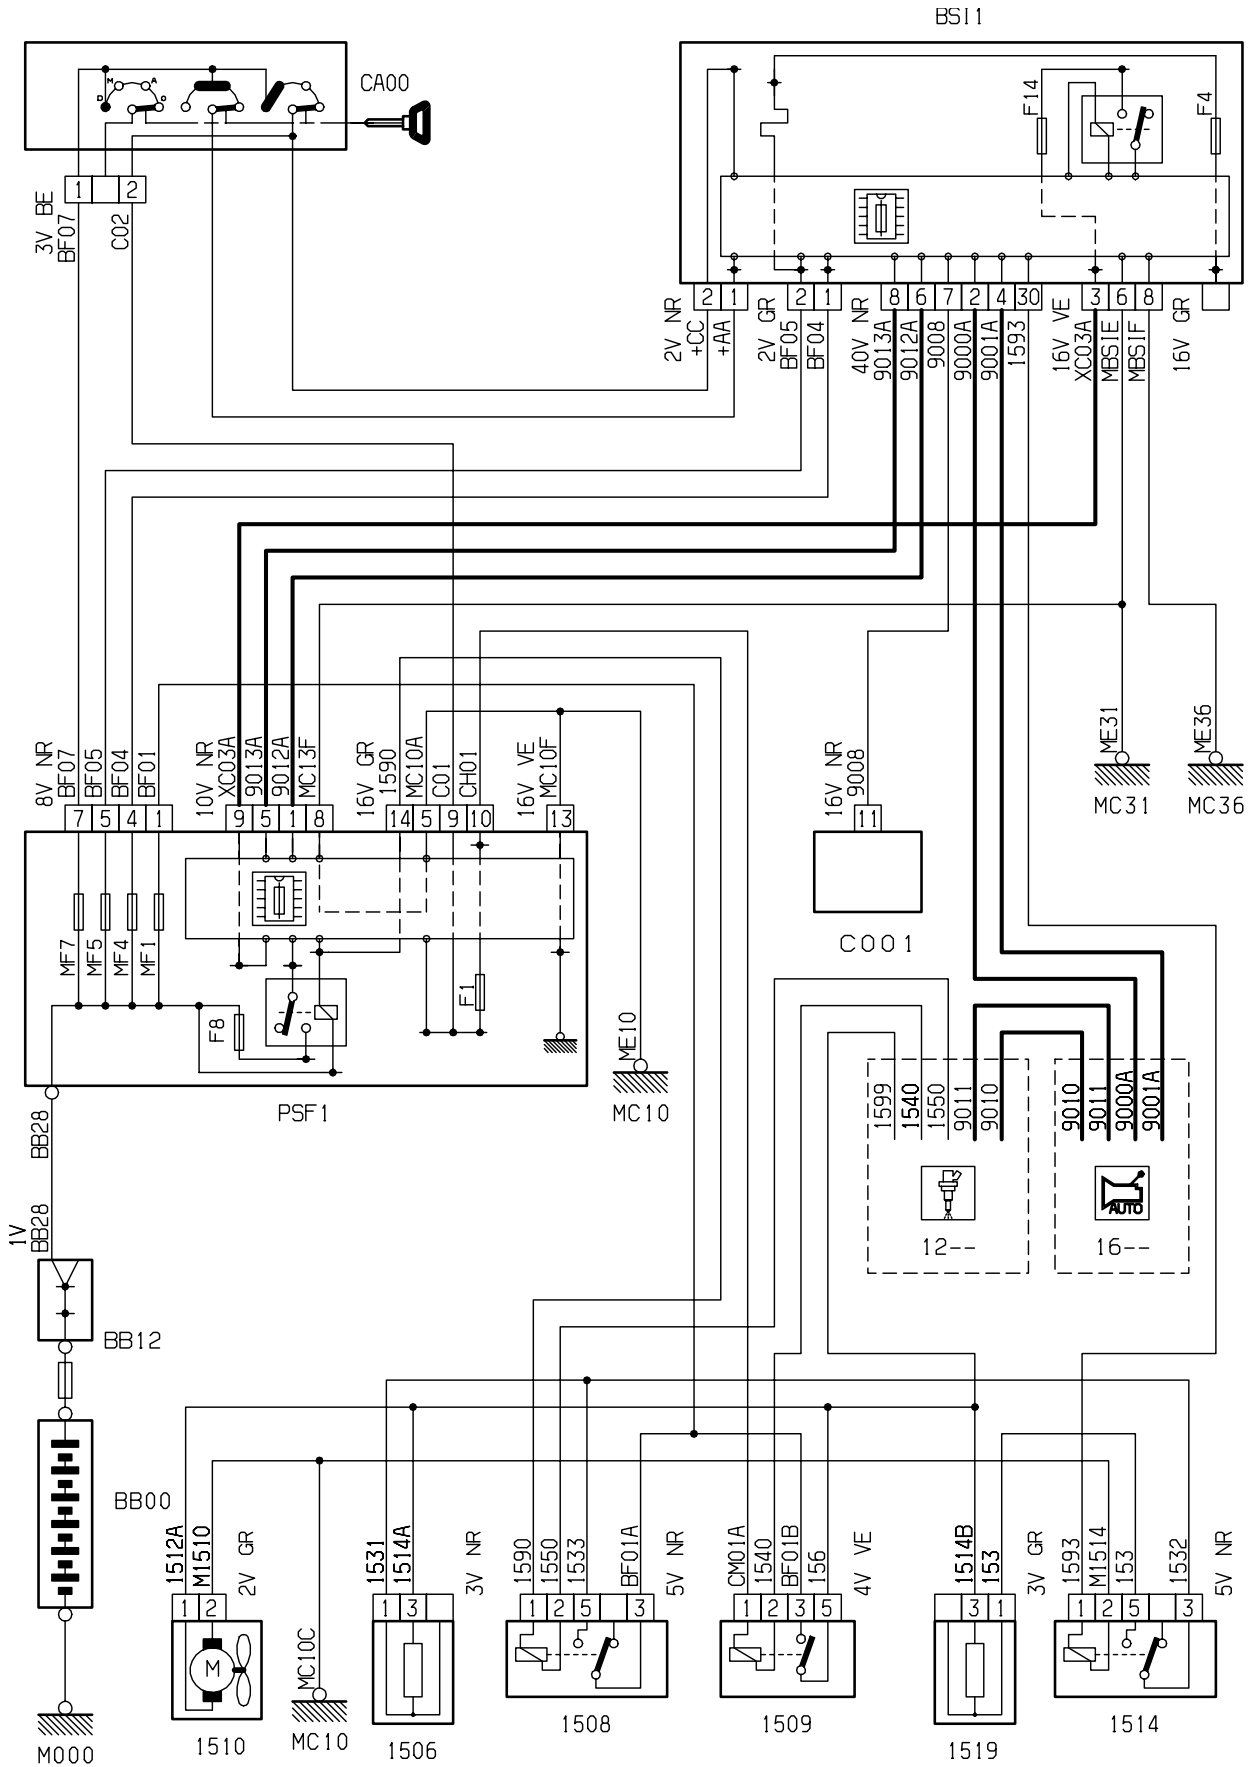 BSI1
CA00
M A
D O
F14
F4
1 2
3V BE
BF07
C02
2 1 2 1 8 6 7 2 4 30 3 6 8
2V NR
+CC
+AA
2V GR
BF05
BF04
40V NR
9013A
9012A
9008
9000A
9001A
1593
16V VE
XC03A
MBSIE
MBSIF
16V GR
8V NR
BF07
BF05
BF04
BF01
10V NR
XC03A
9013A
9012A
MC13F
16V GR
1590
MC10A
C01
CH01
16V VE
MC10F
16V NR
9008
ME31
ME36
MC31
MC36
7 5 4 1 9 5 1 8 14 5 9 10 13
11
C001
MF7
MF5
MF4
MF1
F8
F1
ME10
MC10
PSF1
1599
1540
1550
9011
9010
9010
9011
9000A
9001A
AUTO
12--
16--
BB28
1V
BB28
BB12
BB00
M000
1512A
M1510
2V GR
1531
1514A
3V NR
1590
1550
1533
BF01A
5V NR
CM01A
1540
BF01B
156
4V VE
1514B
153
3V GR
1593
M1514
153
1532
5V NR
1 2
1 3
1 2 5 3
1 2 3 5
3 1
1 2 5 3
M
MC10C
MC10
1510
1506
1508
1509
1519
1514